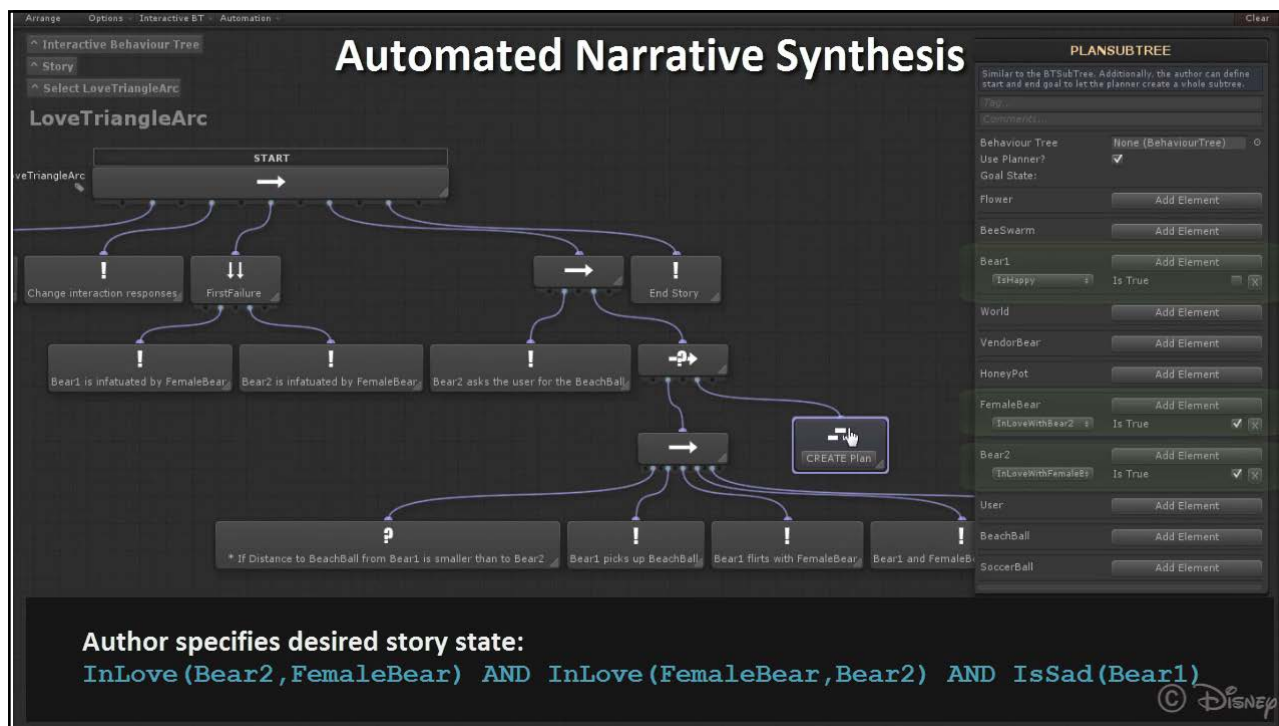 Arrange Options Interactive BT Automation Clear
^ Interactive Behaviour Tree
^ Story
^ Select LoveTriangleArc
LoveTriangleArc
Automated Narrative Synthesis
START
veTriangleArc
! Change interaction responses
FirstFailure
! End Story
! Bear1 is infatuated by FemaleBear
! Bear2 is infatuated by FemaleBear
! Bear2 asks the user for the BeachBall
?
CREATE Plan
? * If Distance to BeachBall from Bear1 is smaller than to Bear2
! Bear1 picks up BeachBall
! Bear1 flirts with FemaleBear
! Bear1 and FemaleB
PLANSUBTREE
Similar to the BTSubTree. Additionally, the author can define
start and end goal to let the planner create a whole subtree.
Tag...
Comments...
Behaviour Tree None (BehaviourTree)
Use Planner?
Goal State:
Flower Add Element
BeeSwarm Add Element
Bear1 Add Element
IsHappy Is True X
World Add Element
VendorBear Add Element
HoneyPot Add Element
FemaleBear Add Element
InLoveWithBear2 Is True X
Bear2 Add Element
InLoveWithFemaleB Is True X
User Add Element
BeachBall Add Element
SoccerBall Add Element
Author specifies desired story state:
InLove(Bear2,FemaleBear) AND InLove(FemaleBear,Bear2) AND IsSad(Bear1)
© Disney